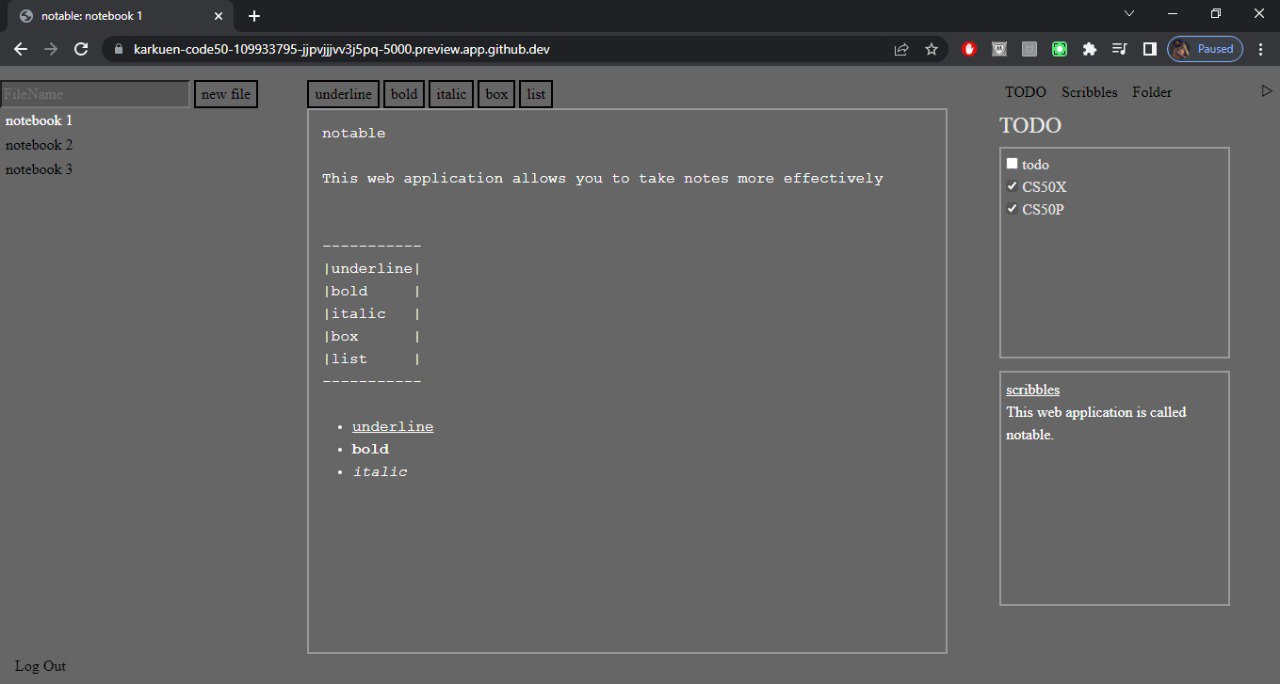 notable: notebook 1
karkuen-code50-109933795-jjpvjjjvv3j5pq-5000.preview.app.github.dev
Paused
FileName
new file
notebook 1
notebook 2
notebook 3
Log Out
underline bold italic box list
notable
This web application allows you to take notes more effectively
-----------
|underline|
|bold     |
|italic   |
|box      |
|list     |
-----------
• underline
• bold
• italic
TODO Scribbles Folder
TODO
todo
CS50X
CS50P
scribbles
This web application is called
notable.